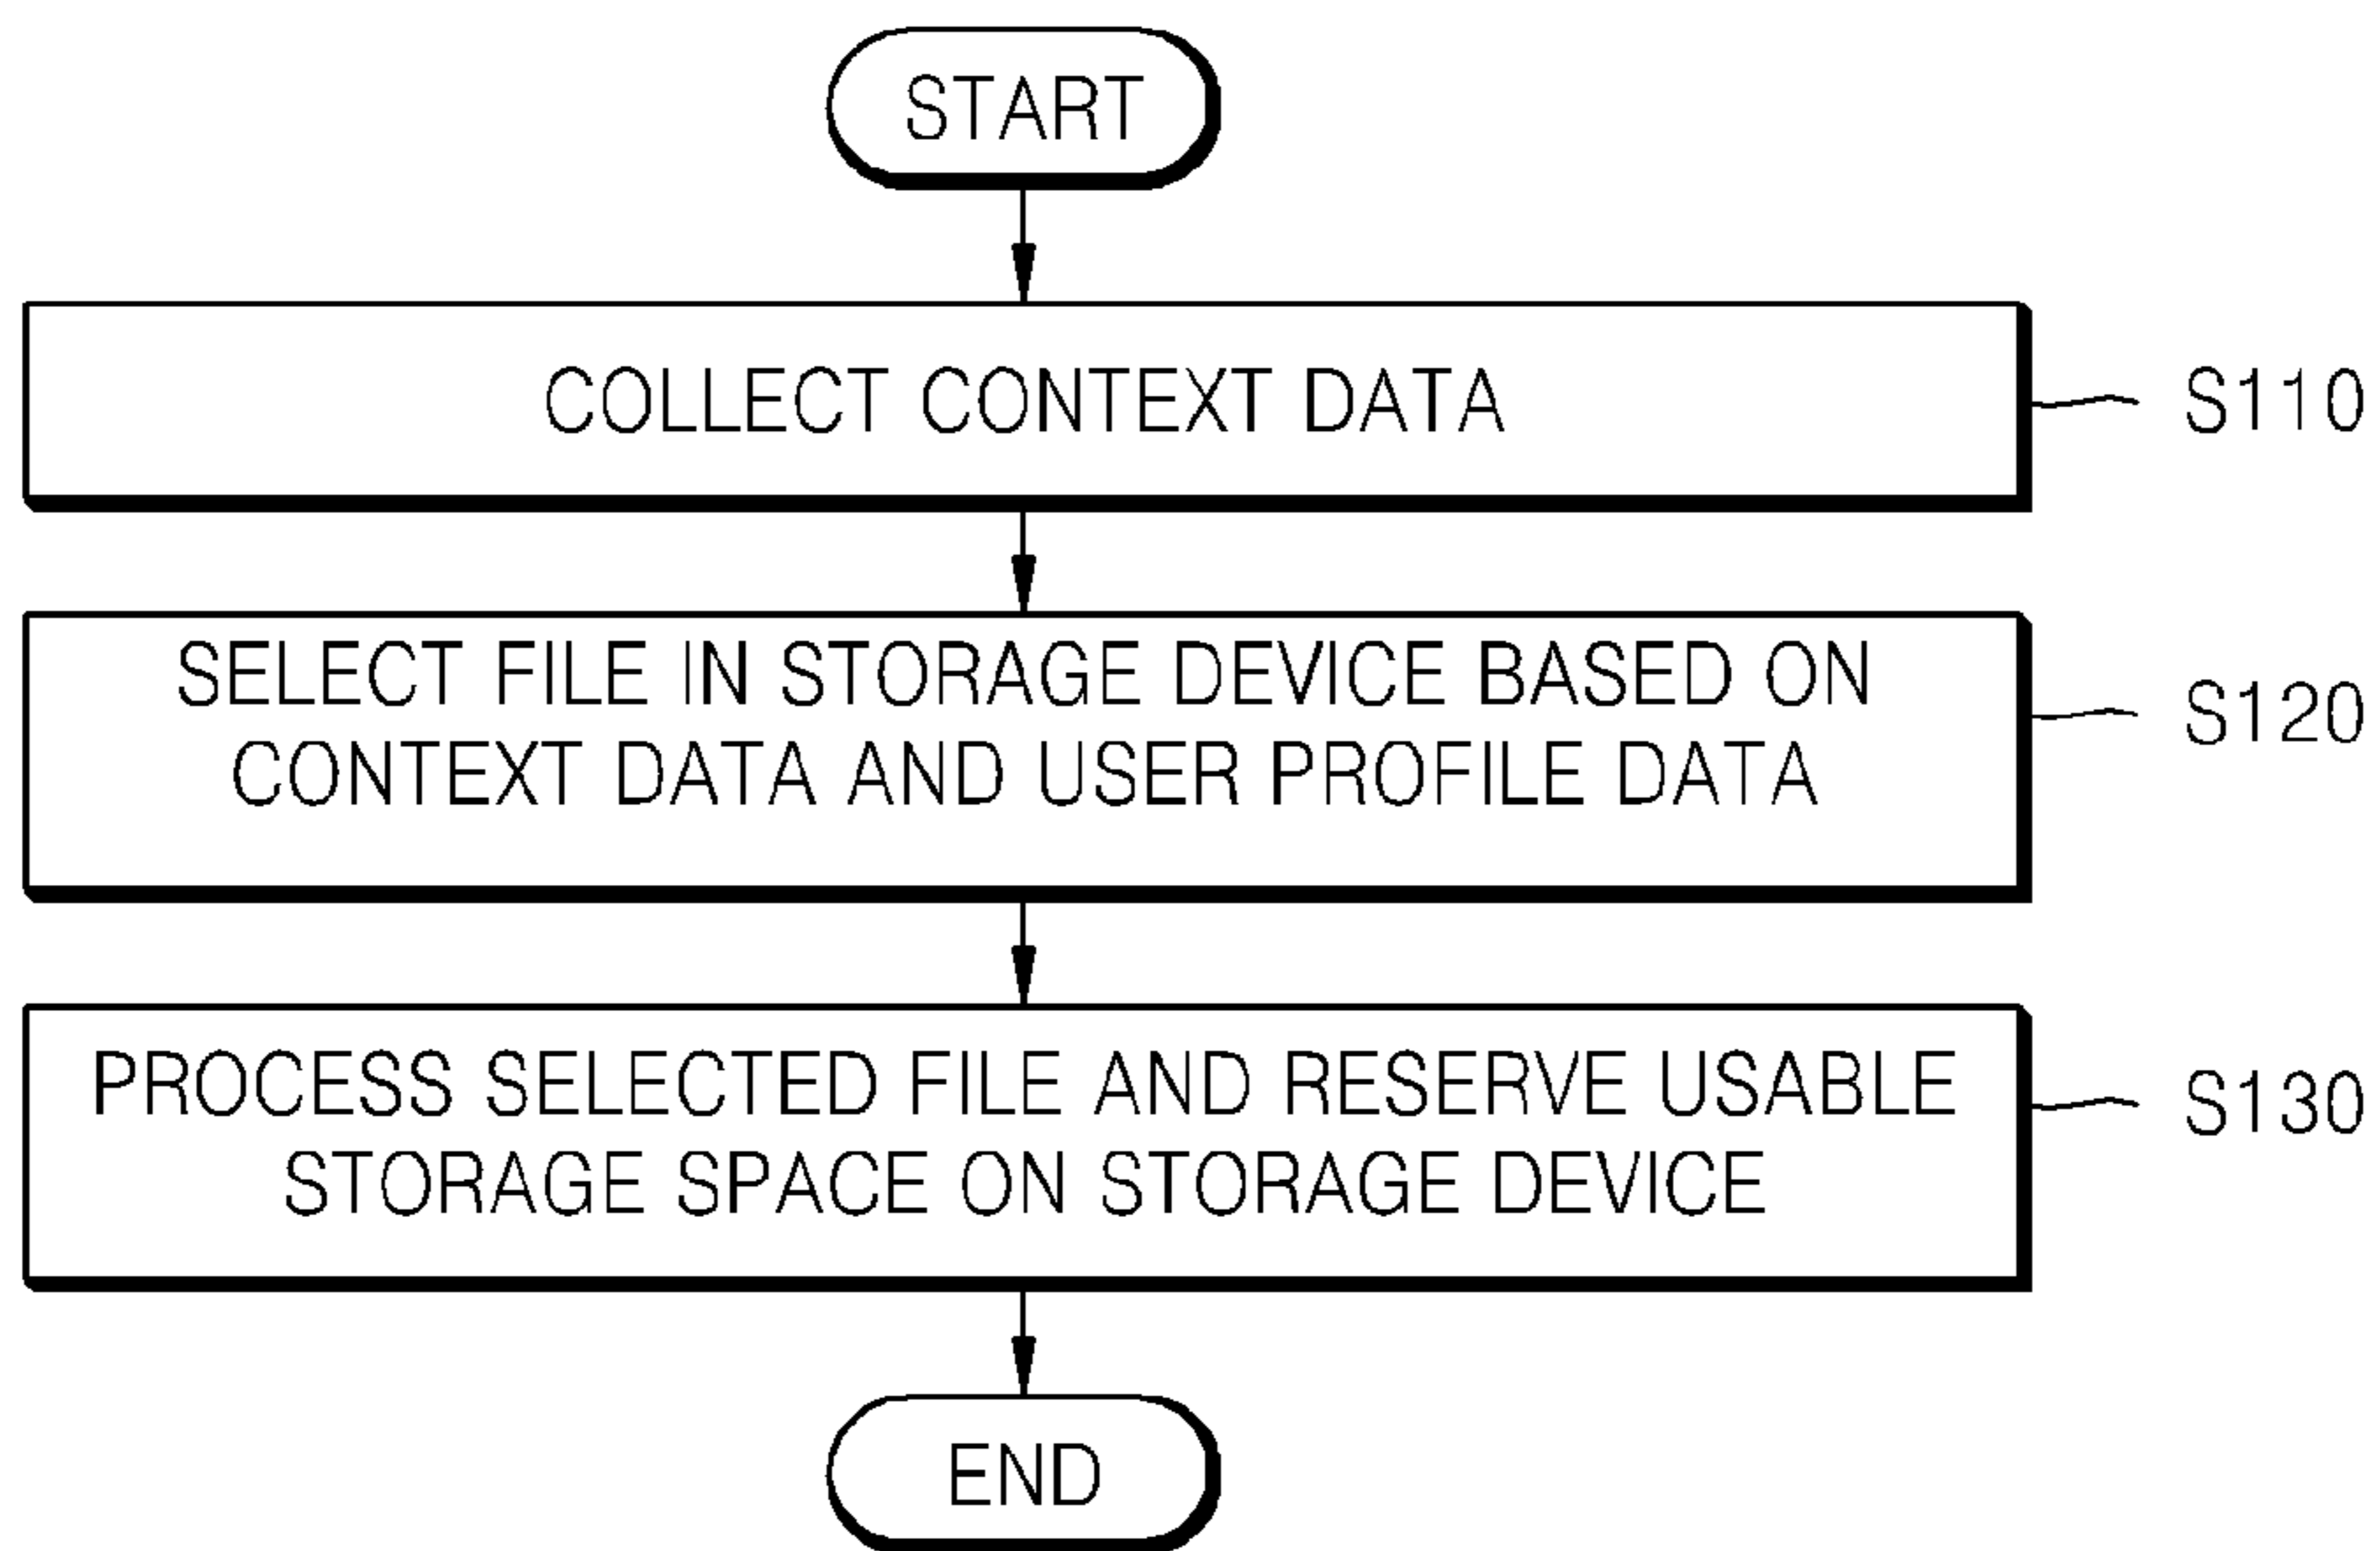 START
COLLECT CONTEXT DATA
S110
SELECT FILE IN STORAGE DEVICE BASED ON
CONTEXT DATA AND USER PROFILE DATA
S120
PROCESS SELECTED FILE AND RESERVE USABLE
STORAGE SPACE ON STORAGE DEVICE
S130
END